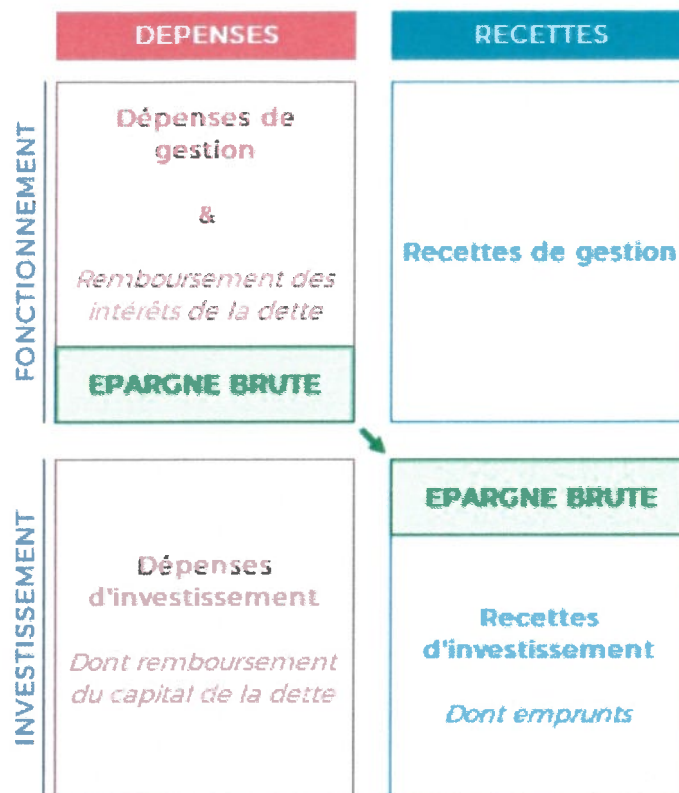 DEPENSES
RECETTES
FONCTIONNEMENT
Dépenses de
gestion
&
Remboursement des
intérêts de la dette
EPARGNE BRUTE
Recettes de gestion
INVESTISSEMENT
Dépenses
d'investissement
Dont remboursement
du capital de la dette
EPARGNE BRUTE
Recettes
d'investissement
Dont emprunts